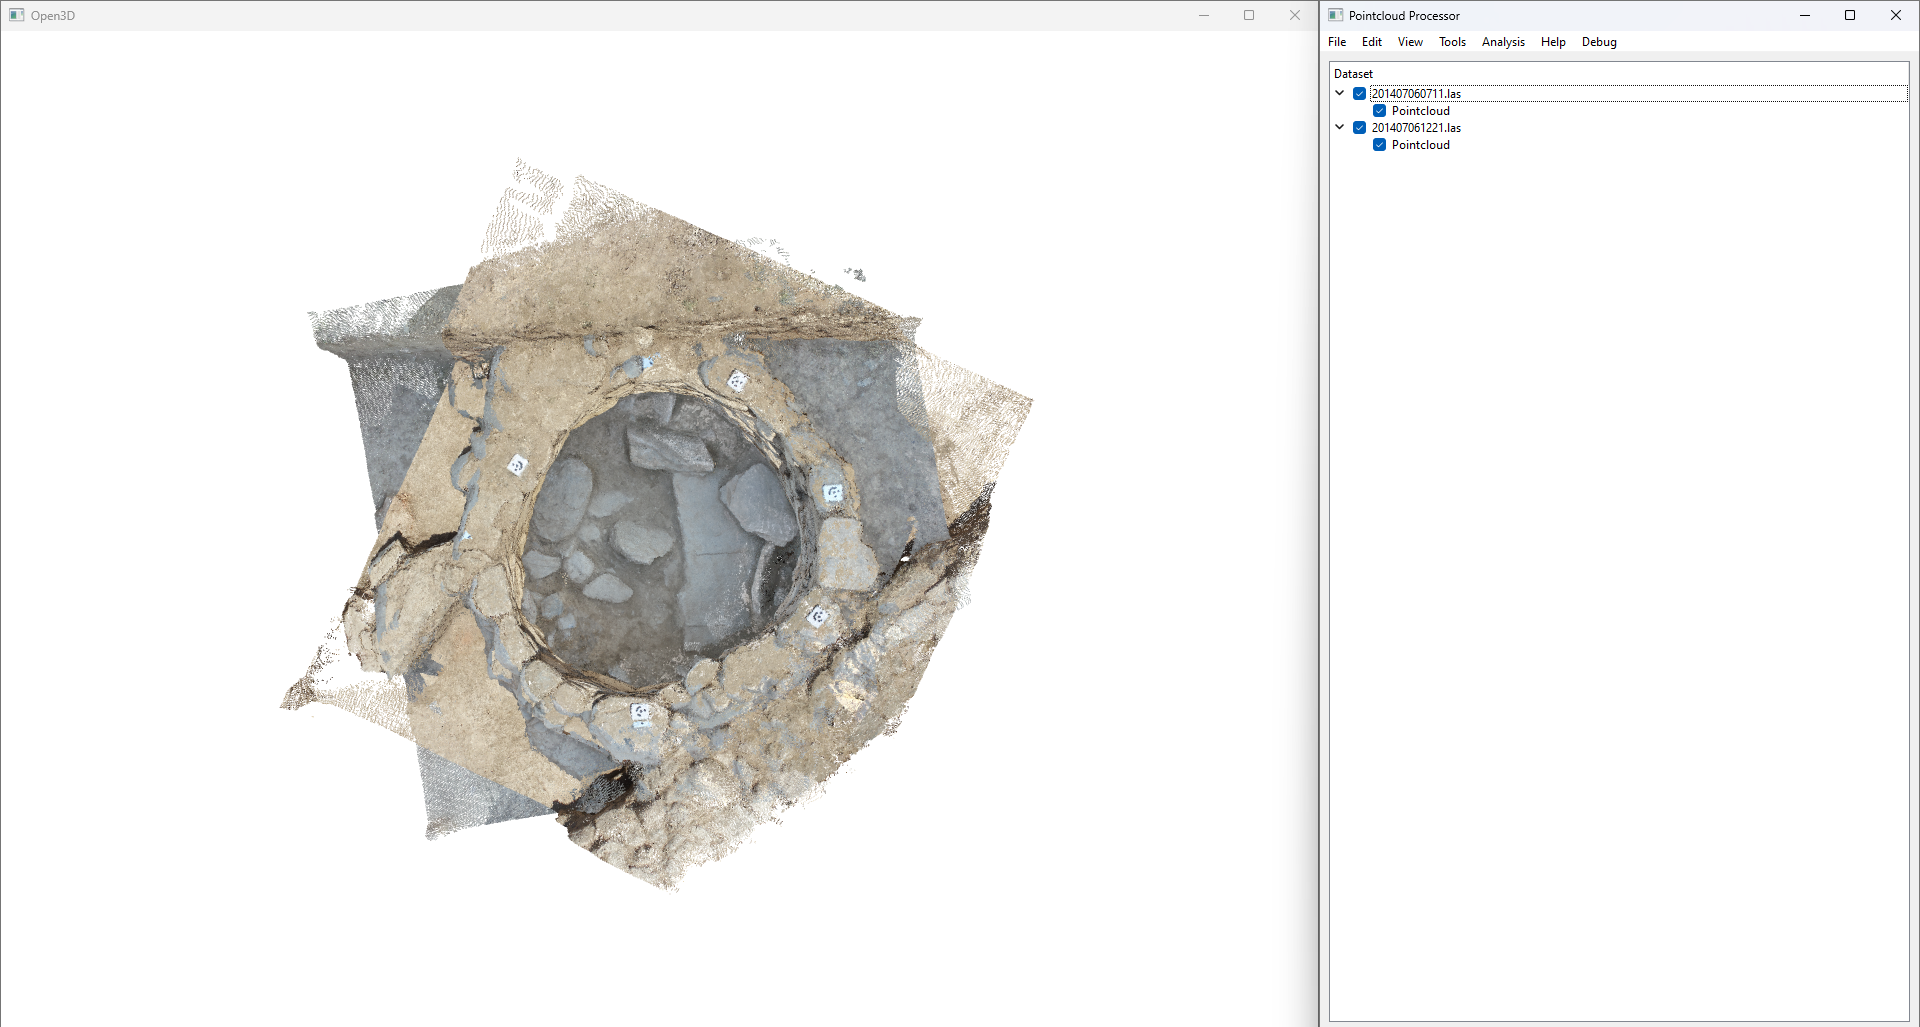 Open3D
Pointcloud Processor
File Edit View Tools Analysis Help Debug
Dataset
201407060711.las
Pointcloud
201407061221.las
Pointcloud